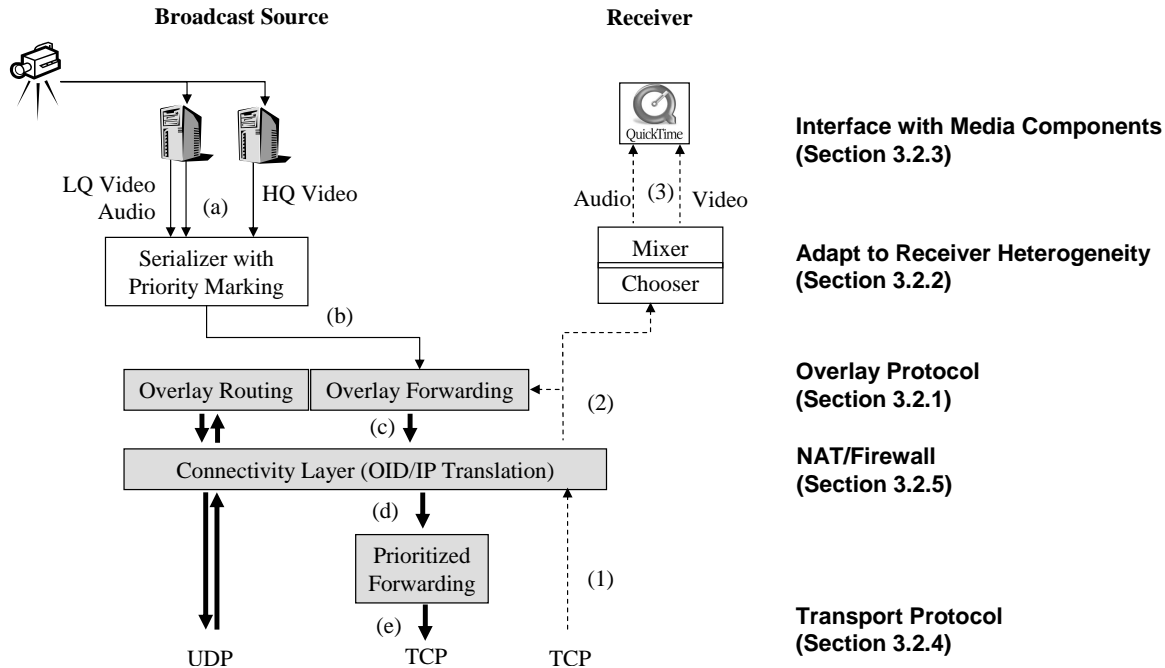 Broadcast Source
Receiver
QuickTime
Interface with Media Components
(Section 3.2.3)
LQ Video
Audio
(a)
HQ Video
Audio
(3)
Video
Serializer with
Priority Marking
Mixer
Chooser
Adapt to Receiver Heterogeneity
(Section 3.2.2)
(b)
Overlay Routing
Overlay Forwarding
(2)
Overlay Protocol
(Section 3.2.1)
(c)
Connectivity Layer (OID/IP Translation)
NAT/Firewall
(Section 3.2.5)
(d)
Prioritized
Forwarding
(1)
(e)
Transport Protocol
(Section 3.2.4)
UDP
TCP
TCP